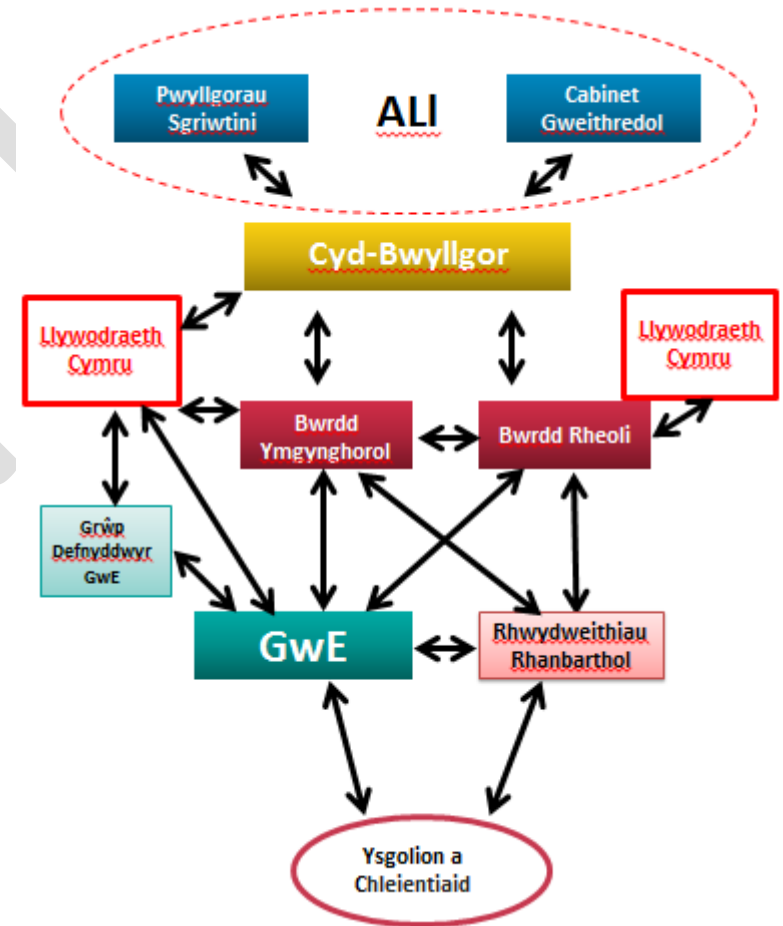 Pwyllgorau
Sgriwtini
ALl
Cabinet
Gweithredol
Cyd-Bwyllgor
Llywodraeth
Cymru
Llywodraeth
Cymru
Bwrdd
Ymgynghorol
Bwrdd Rheoli
Grŵp
Defnyddwyr
GwE
GwE
Rhwydweithiau
Rhanbarthol
Ysgolion a
Chleientiaid